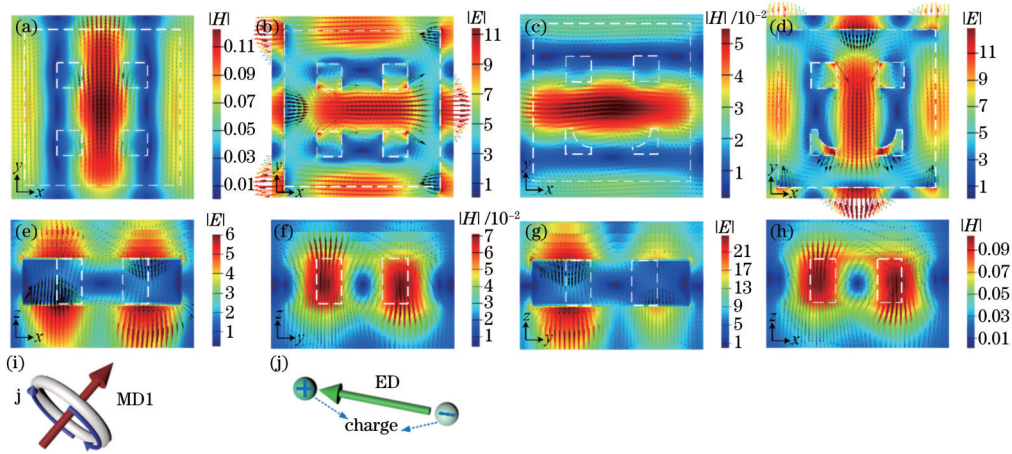 (a) |H| 0.11 0.09 0.07 0.05 0.03 0.01 y x
(b) |E| 11 9 7 5 3 1 y x
(c) |H| /10⁻² 5 4 3 2 1 y x
(d) |E| 11 9 7 5 3 1 y x
(e) |E| 6 5 4 3 2 1 z x
(f) |H| /10⁻² 7 6 5 4 3 2 1 z y
(g) |E| 21 17 13 9 5 1 z y
(h) |H| 0.09 0.07 0.05 0.03 0.01 z x
(i) j MD1
(j) ED
+ −
charge